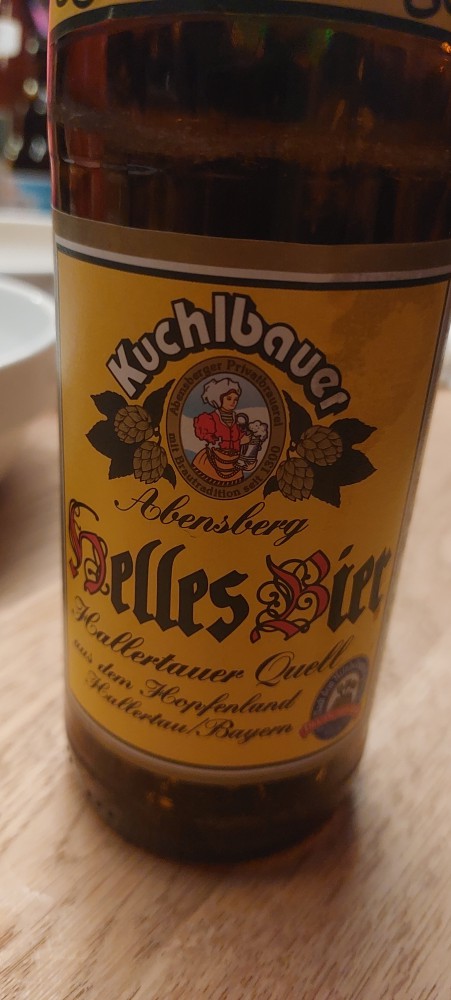 Kuchlbauer
Abensberger Privatbrauerei
mit Brautradition seit 1300
Abensberg
Helles Bier
Hallertauer Quell
aus dem Hopfenland
Hallertau/Bayern